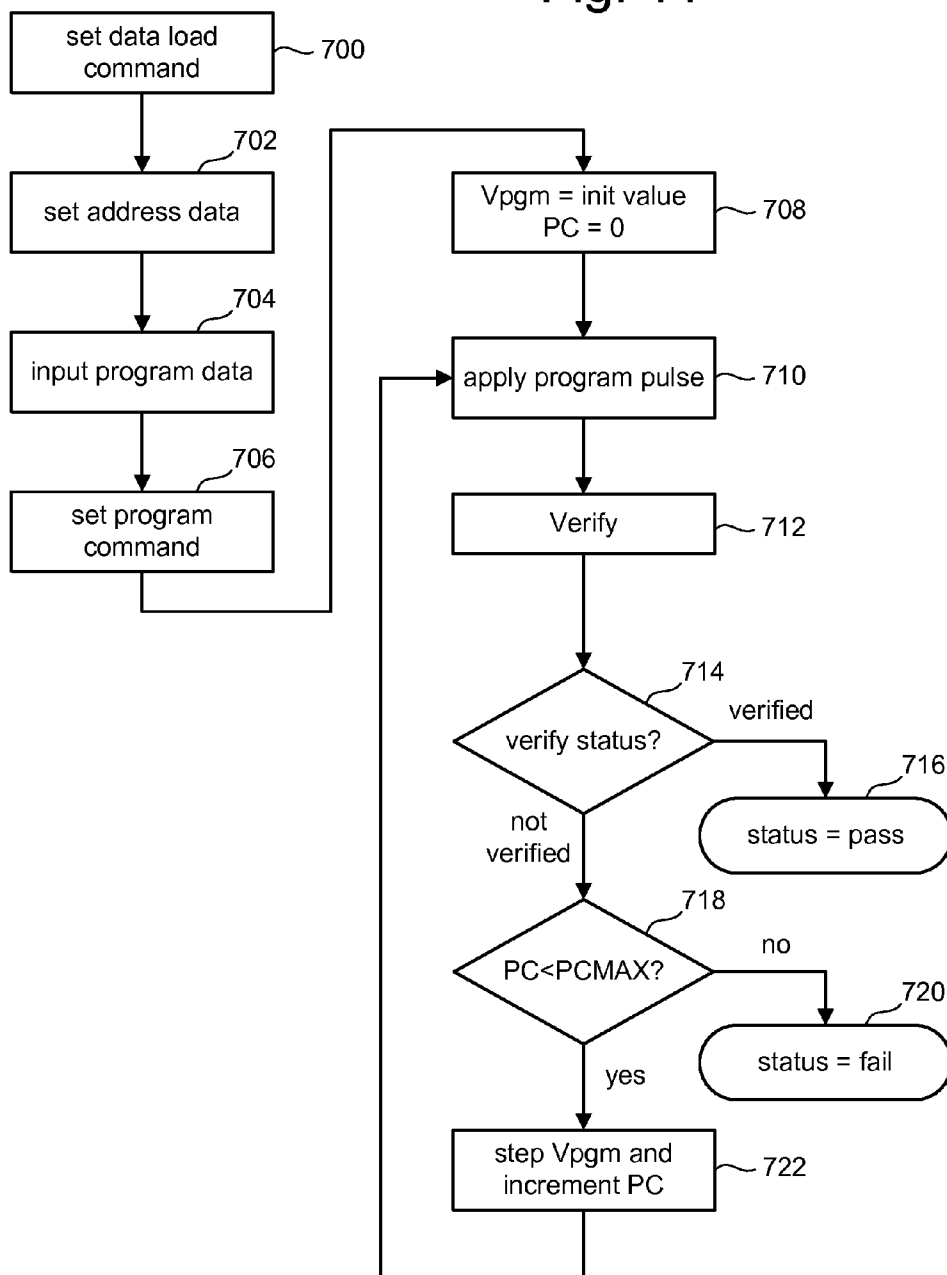 set data load
command
700
702
set address data
704
input program data
706
set program
command
Vpgm = init value
PC = 0
708
apply program pulse
710
Verify
712
714
verify status?
verified
716
status = pass
not
verified
718
PC<PCMAX?
no
720
status = fail
yes
step Vpgm and
increment PC
722